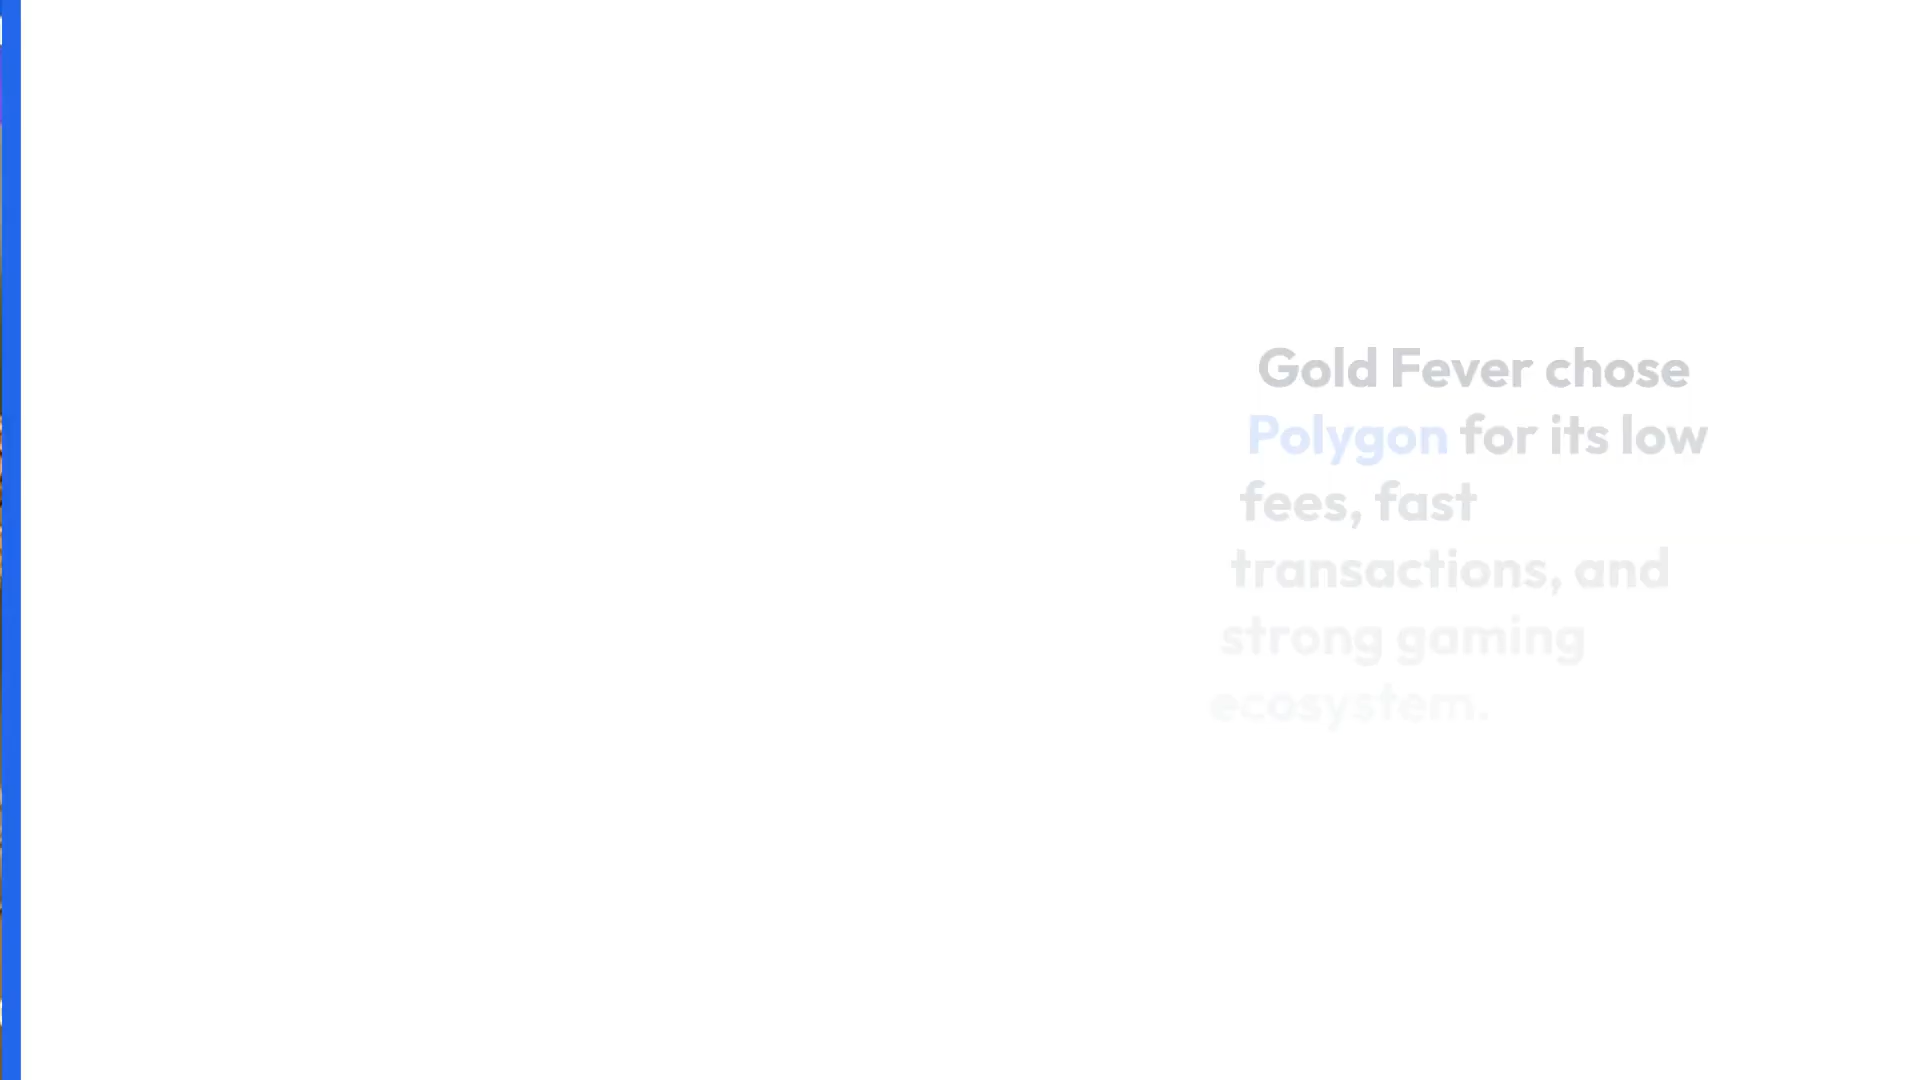 Gold Fever chose
Polygon for its low
fees, fast
transactions, and
strong gaming
ecosystem.